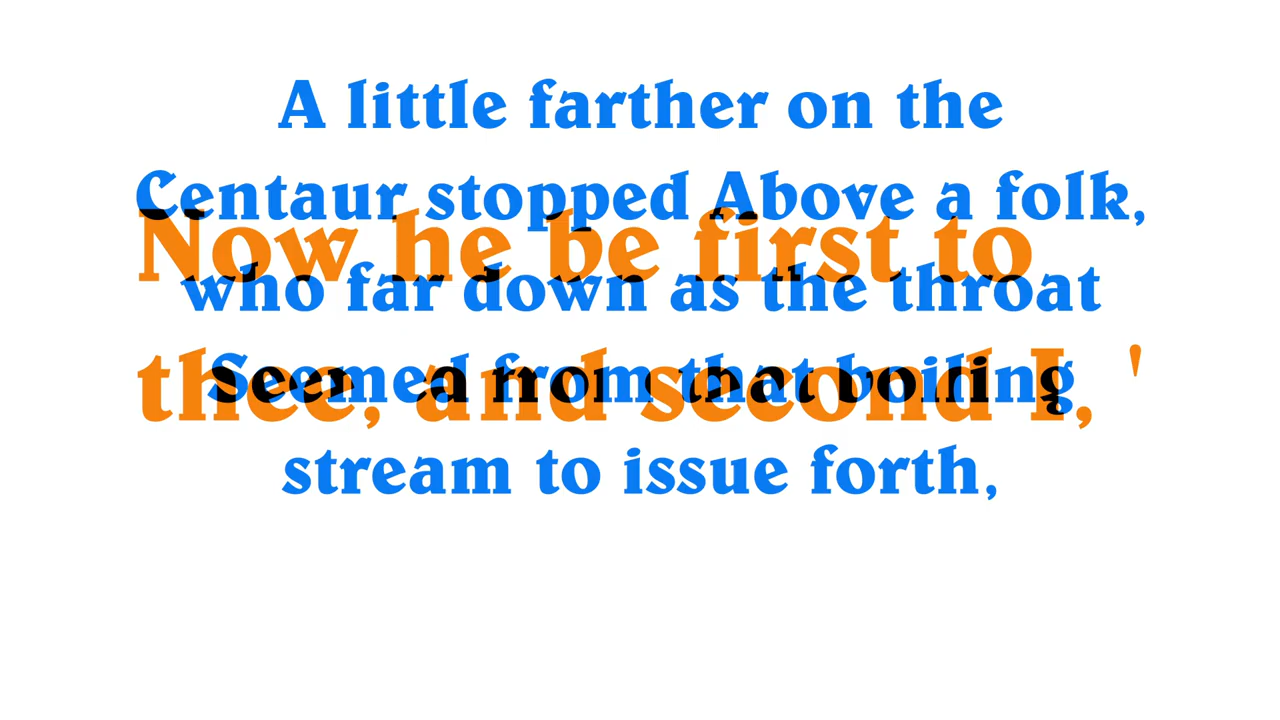 A little farther on the
Centaur stopped Above a folk,
who far down as the throat
Seemed from that boiling
stream to issue forth,
Now he be first to
thee, and second I, '